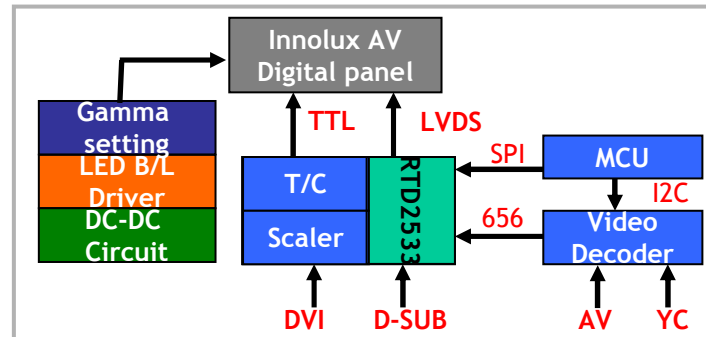 Innolux AV
Digital panel
Gamma
setting
LED B/L
Driver
DC-DC
Circuit
TTL
LVDS
T/C
Scaler
RTD2533
SPI
MCU
I2C
656
Video
Decoder
DVI
D-SUB
AV
YC